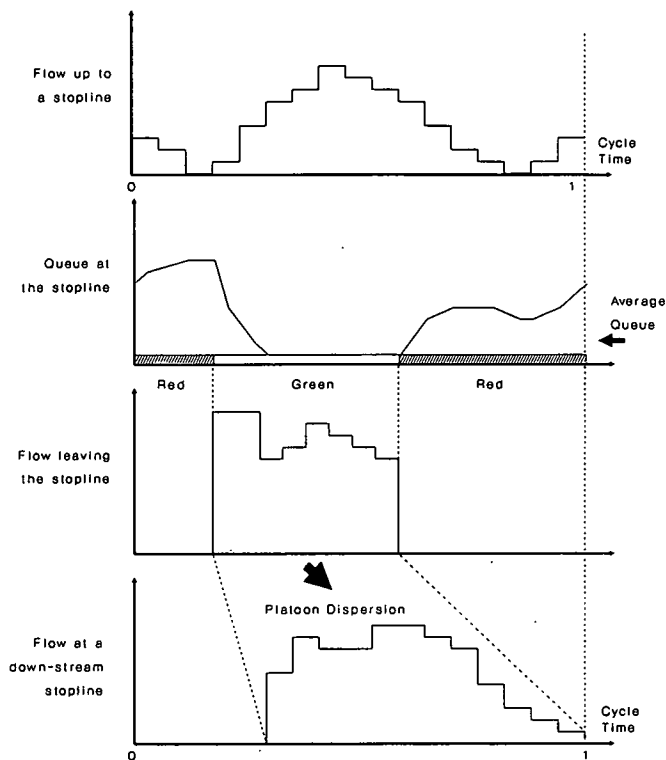 Flow up to
a stopline
Cycle
Time
0
1
Queue at
the stopline
Average
Queue
Red
Green
Red
Flow leaving
the stopline
Platoon Dispersion
Flow at a
down-stream
stopline
Cycle
Time
0
1